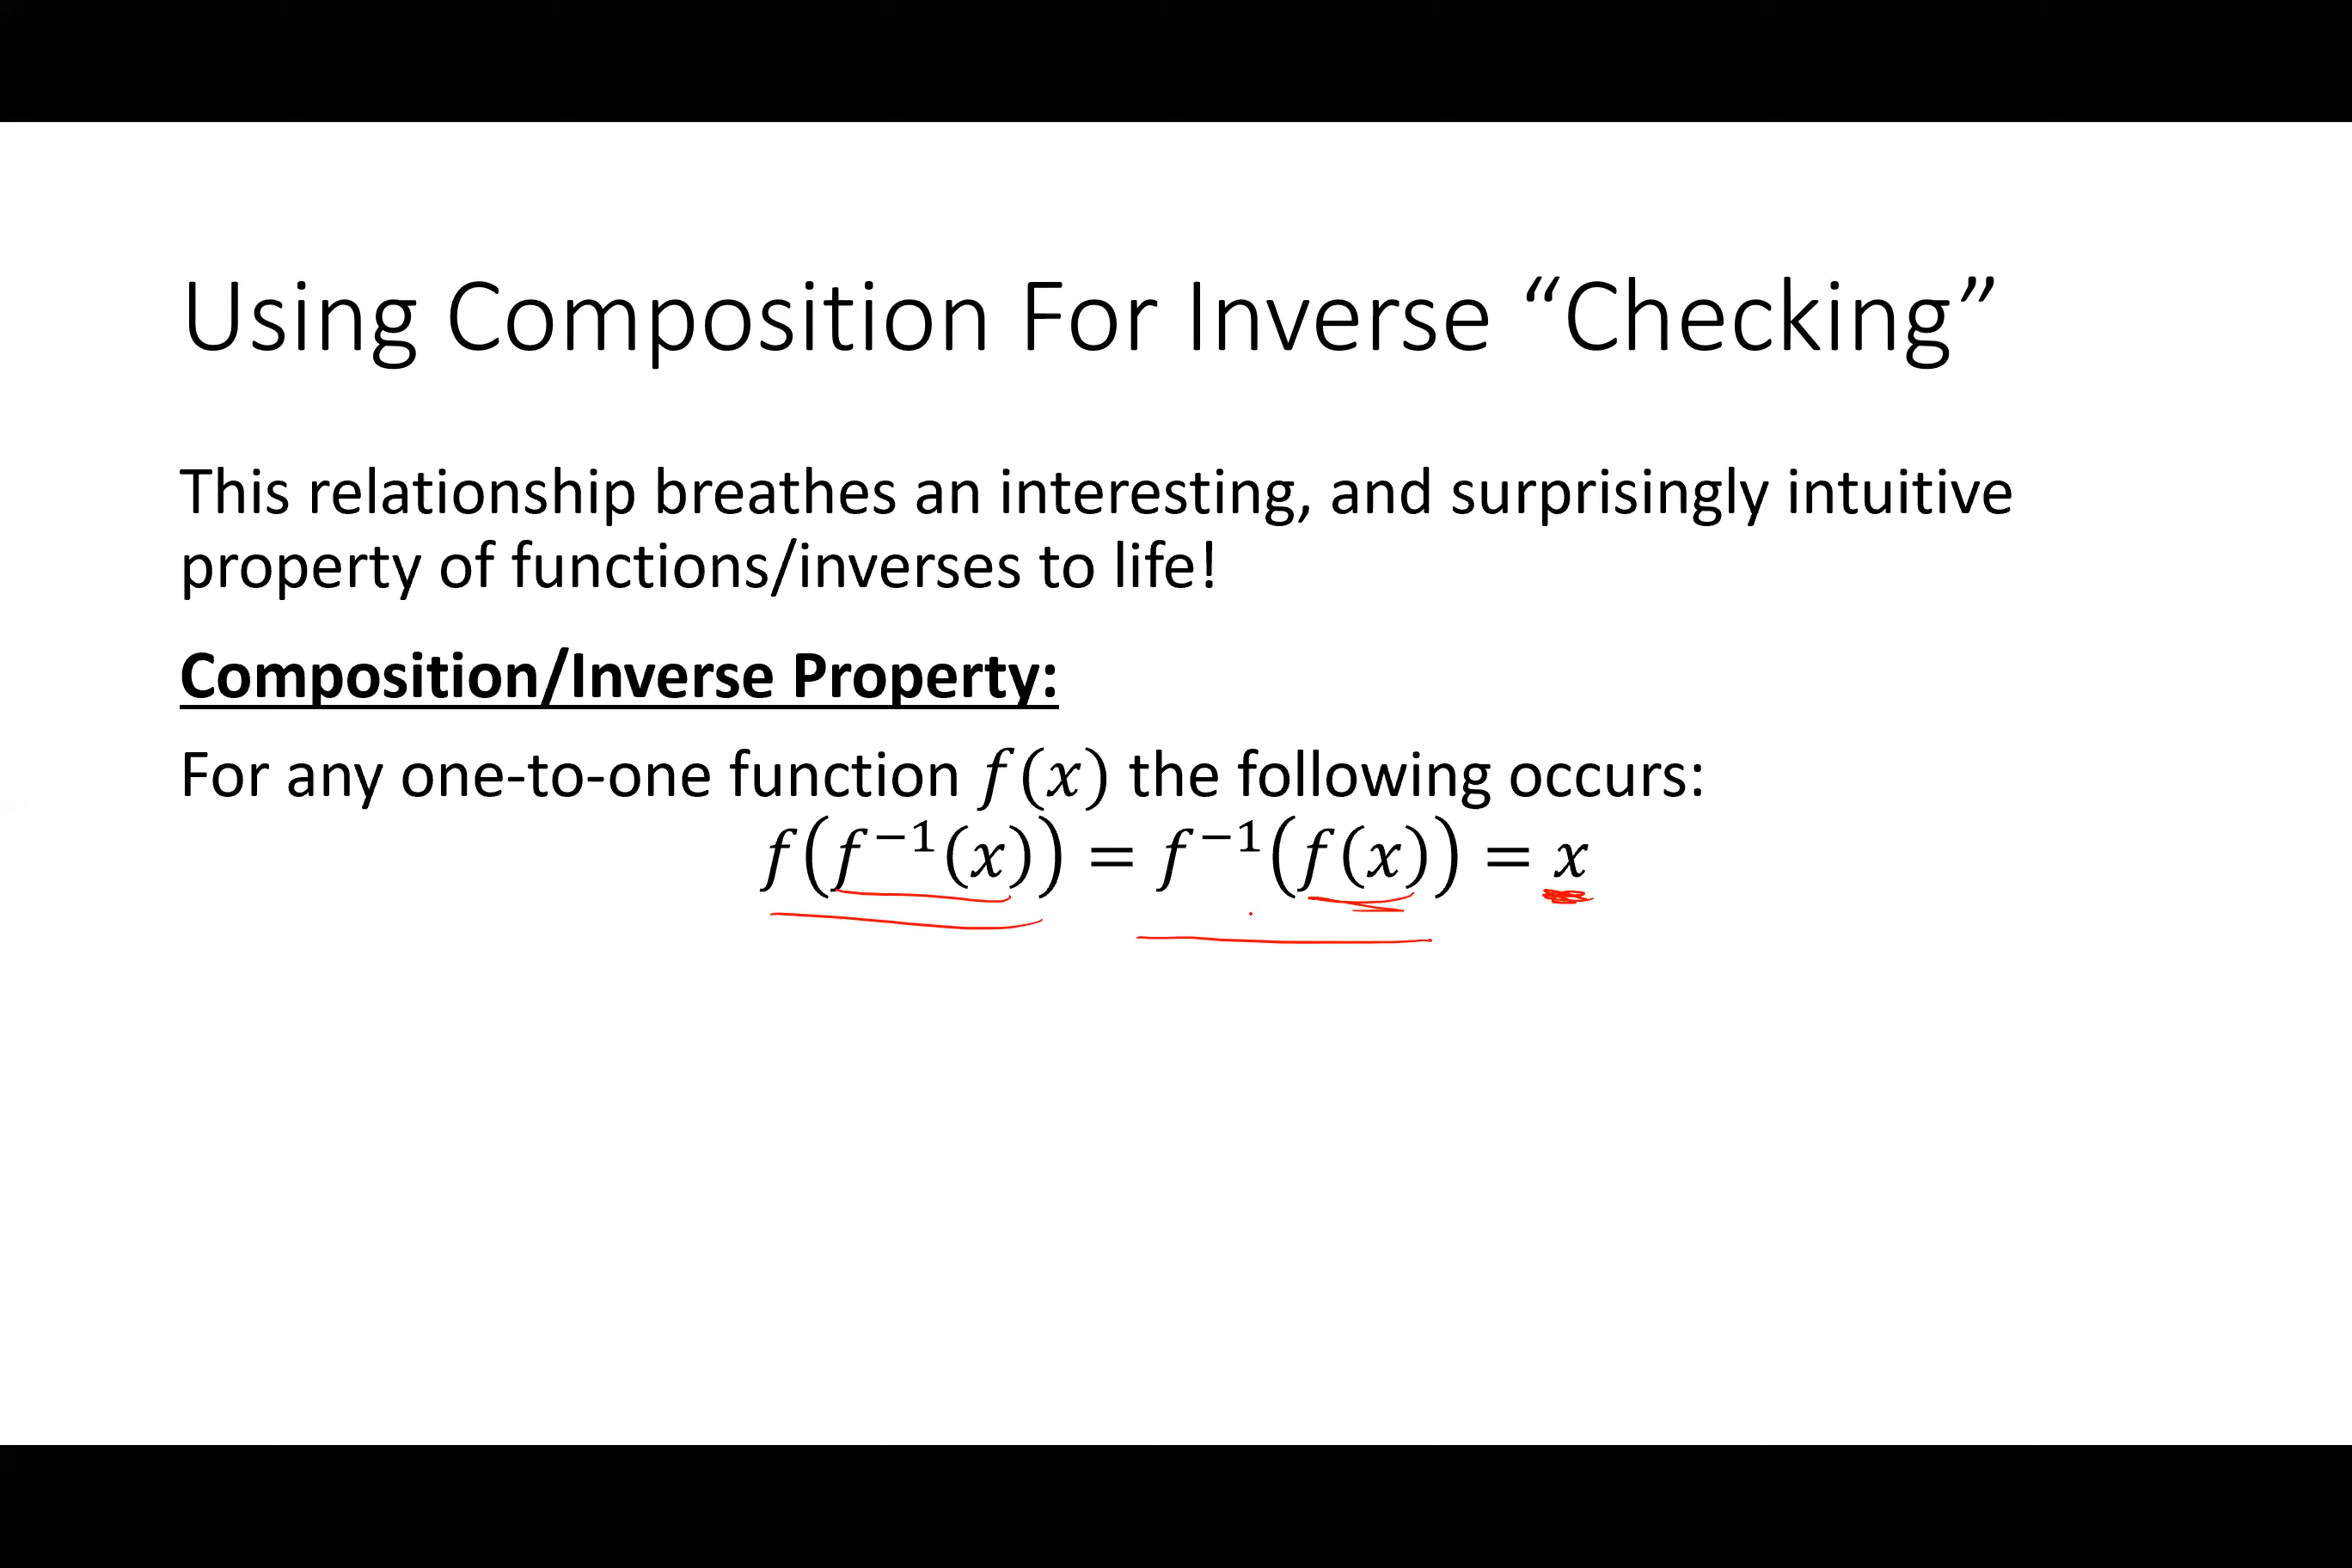 Using Composition For Inverse “Checking”
This relationship breathes an interesting, and surprisingly intuitive
property of functions/inverses to life!
Composition/Inverse Property:
For any one-to-one function f(x) the following occurs:
f(f⁻¹(x)) = f⁻¹(f(x)) = x